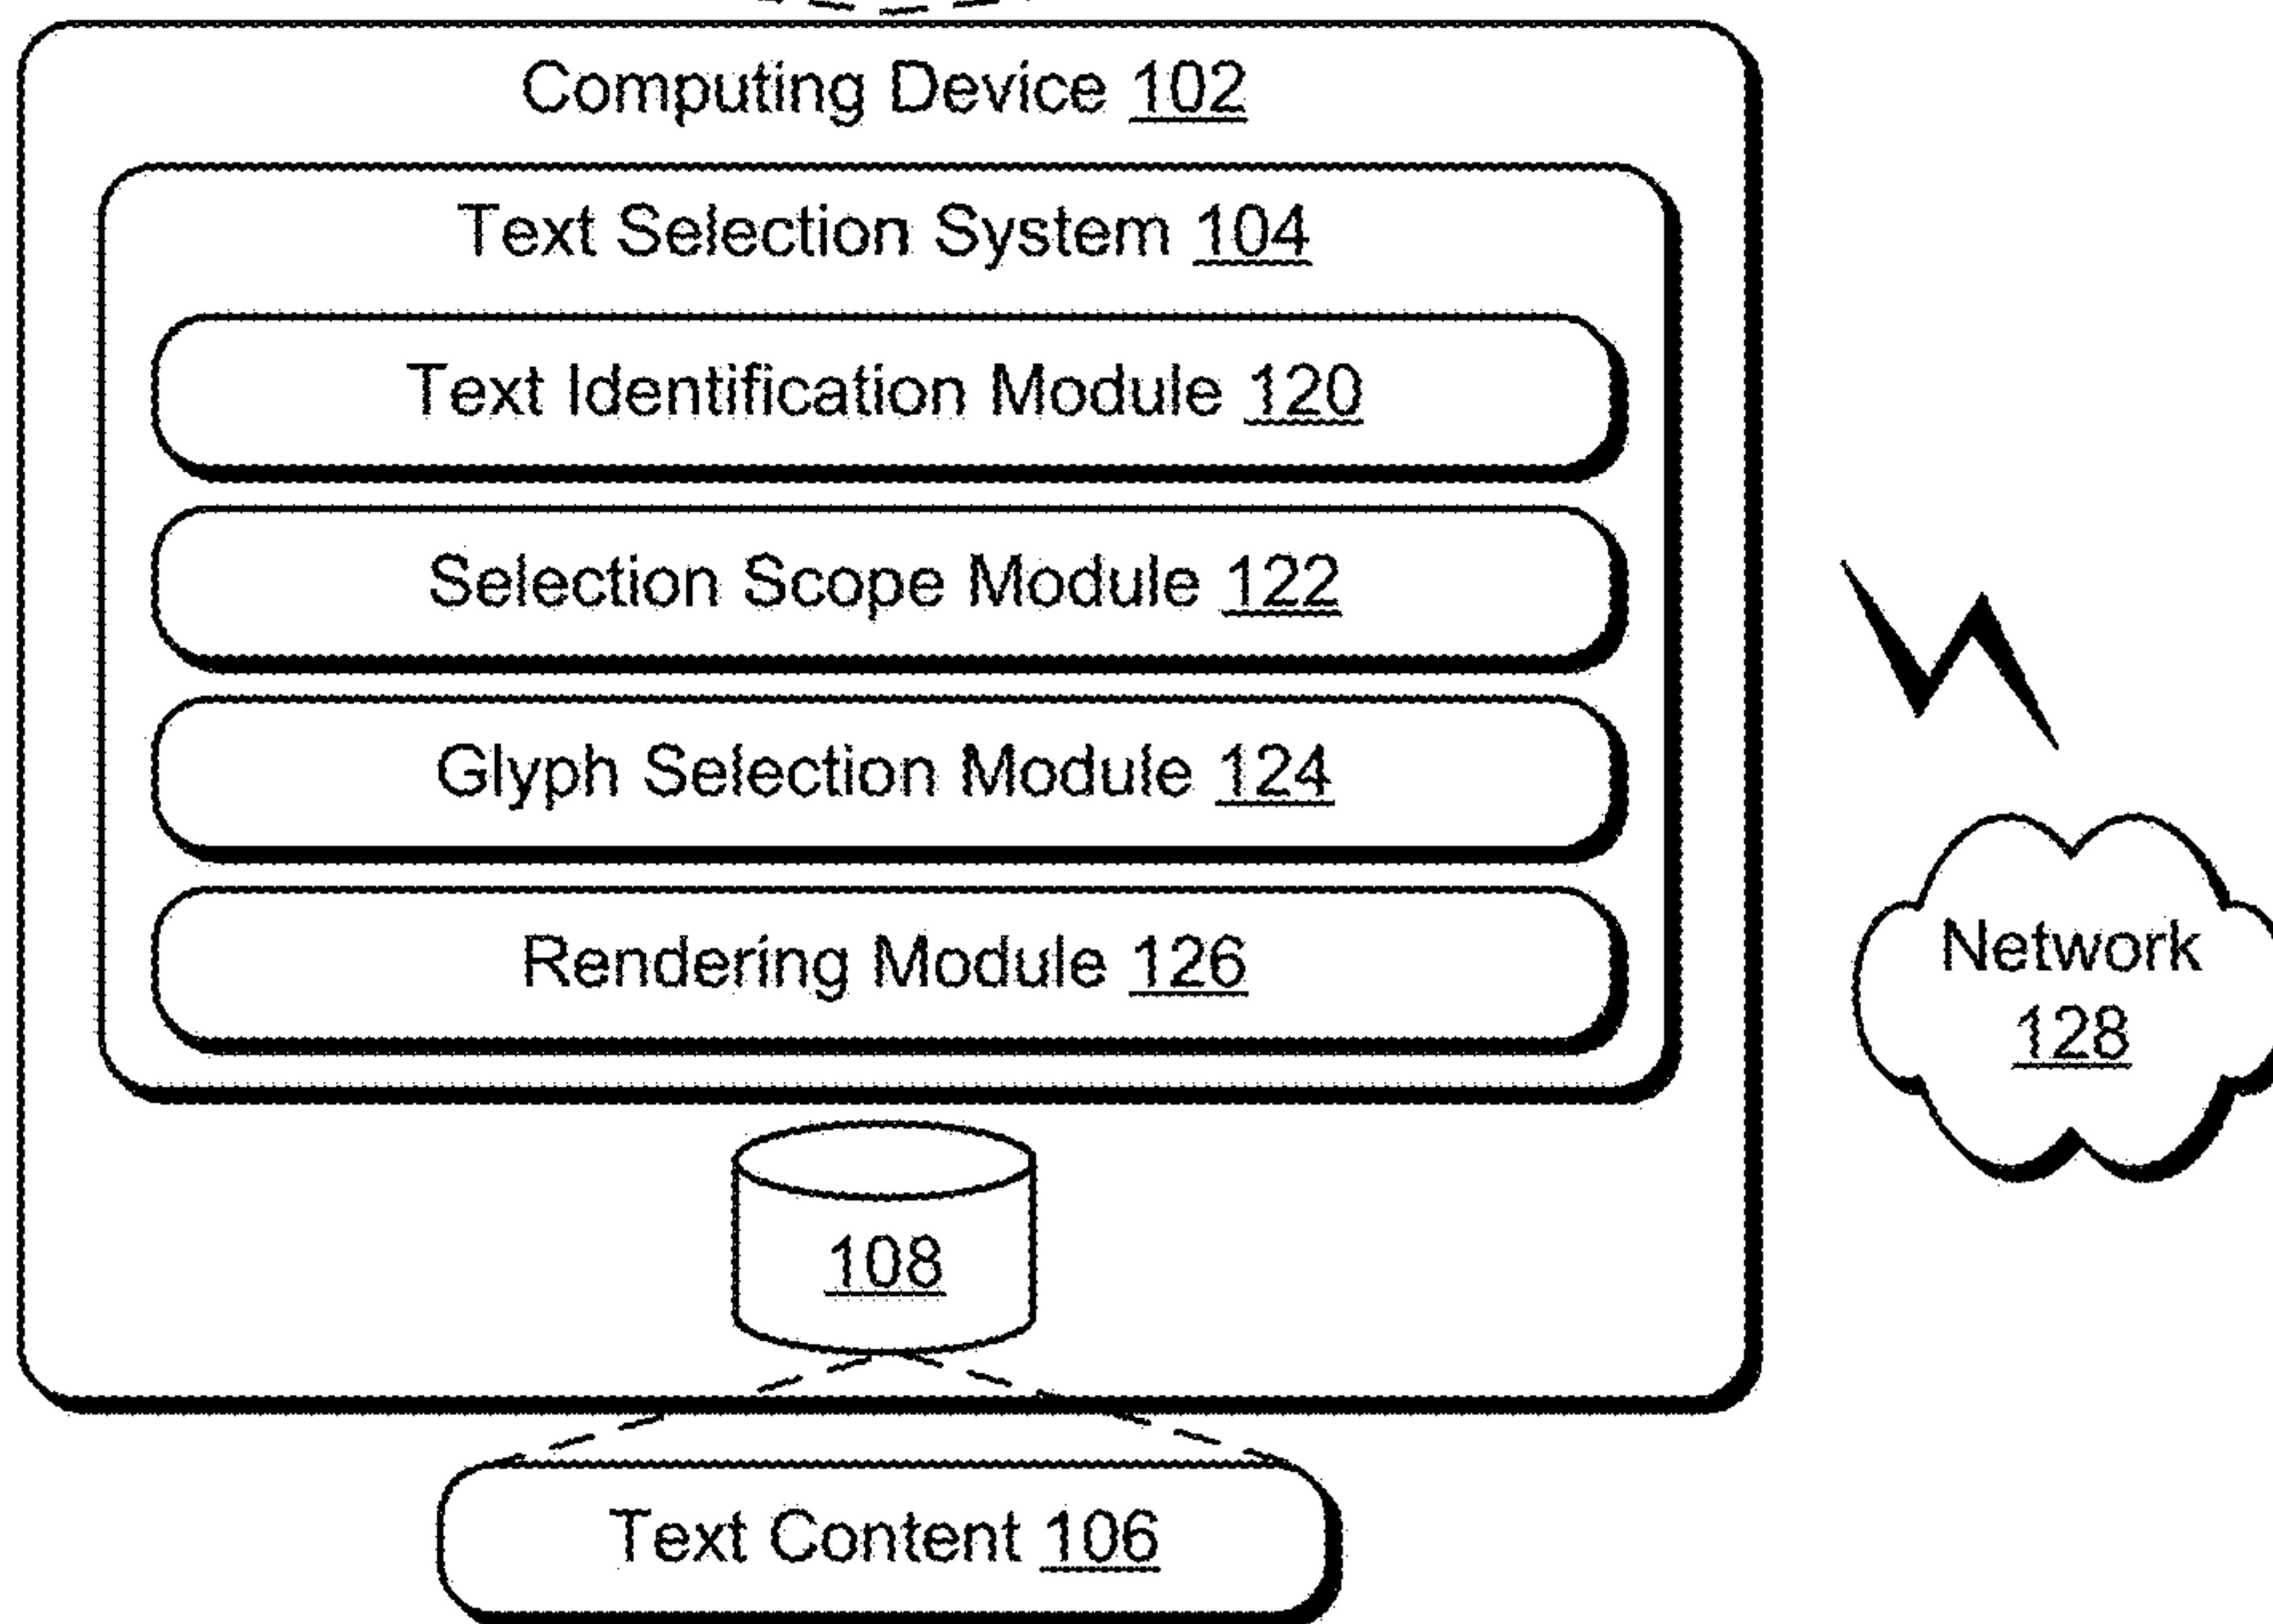 Computing Device 102
Text Selection System 104
Text Identification Module 120
Selection Scope Module 122
Glyph Selection Module 124
Rendering Module 126
Network
128
108
Text Content 106